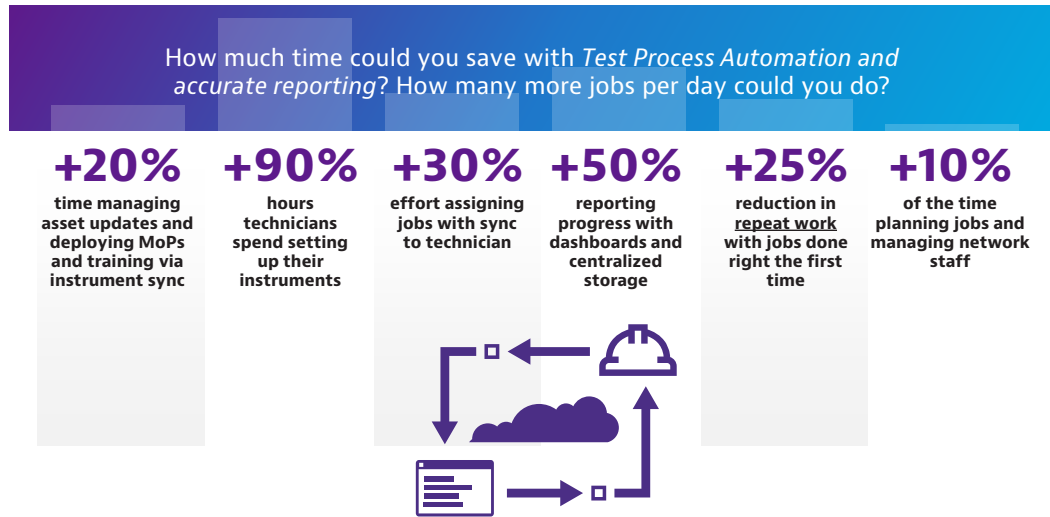 How much time could you save with Test Process Automation and
accurate reporting? How many more jobs per day could you do?
+20%
time managing
asset updates and
deploying MoPs
and training via
instrument sync
+90%
hours
technicians
spend setting
up their
instruments
+30%
effort assigning
jobs with sync
to technician
+50%
reporting
progress with
dashboards and
centralized
storage
+25%
reduction in
repeat work
with jobs done
right the first
time
+10%
of the time
planning jobs and
managing network
staff